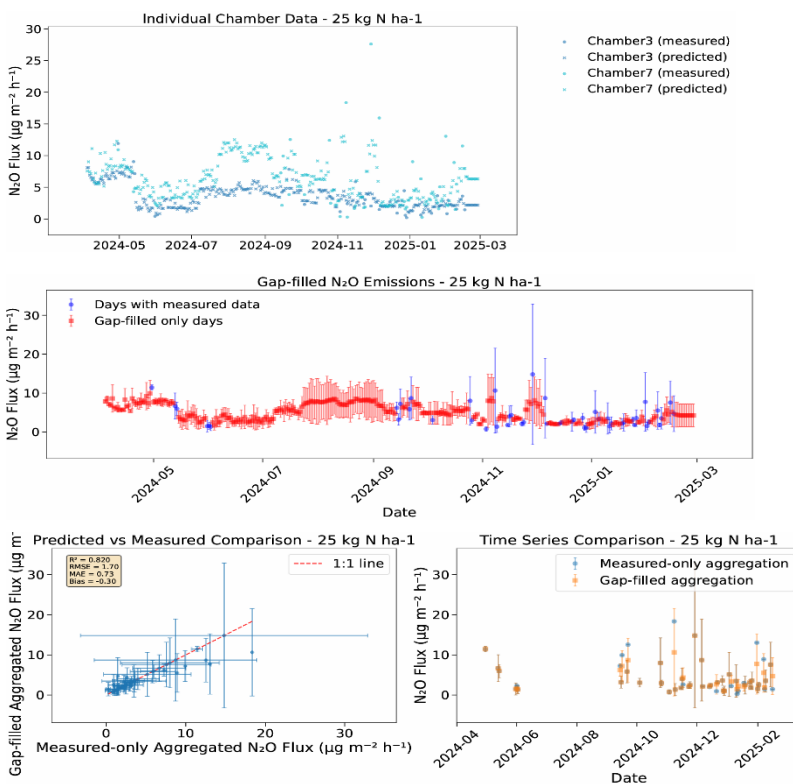 Individual Chamber Data - 25 kg N ha-1
N₂O Flux (µg m⁻² h⁻¹)
30
25
20
15
10
5
0
2024-05
2024-07
2024-09
2024-11
2025-01
2025-03
Chamber3 (measured)
Chamber3 (predicted)
Chamber7 (measured)
Chamber7 (predicted)
Gap-filled N₂O Emissions - 25 kg N ha-1
N₂O Flux (µg m⁻² h⁻¹)
Days with measured data
Gap-filled only days
30
20
10
0
2024-05
2024-07
2024-09
2024-11
2025-01
2025-03
Date
Predicted vs Measured Comparison - 25 kg N ha-1
Gap-filled Aggregated N₂O Flux (µg m-
R² = 0.820
RMSE = 1.70
MAE = 0.73
Bias = -0.30
1:1 line
30
20
10
0
0
10
20
30
Measured-only Aggregated N₂O Flux (µg m⁻² h⁻¹)
Time Series Comparison - 25 kg N ha-1
N₂O Flux (µg m⁻² h⁻¹)
Measured-only aggregation
Gap-filled aggregation
30
20
10
0
2024-04
2024-06
2024-08
2024-10
2024-12
2025-02
Date